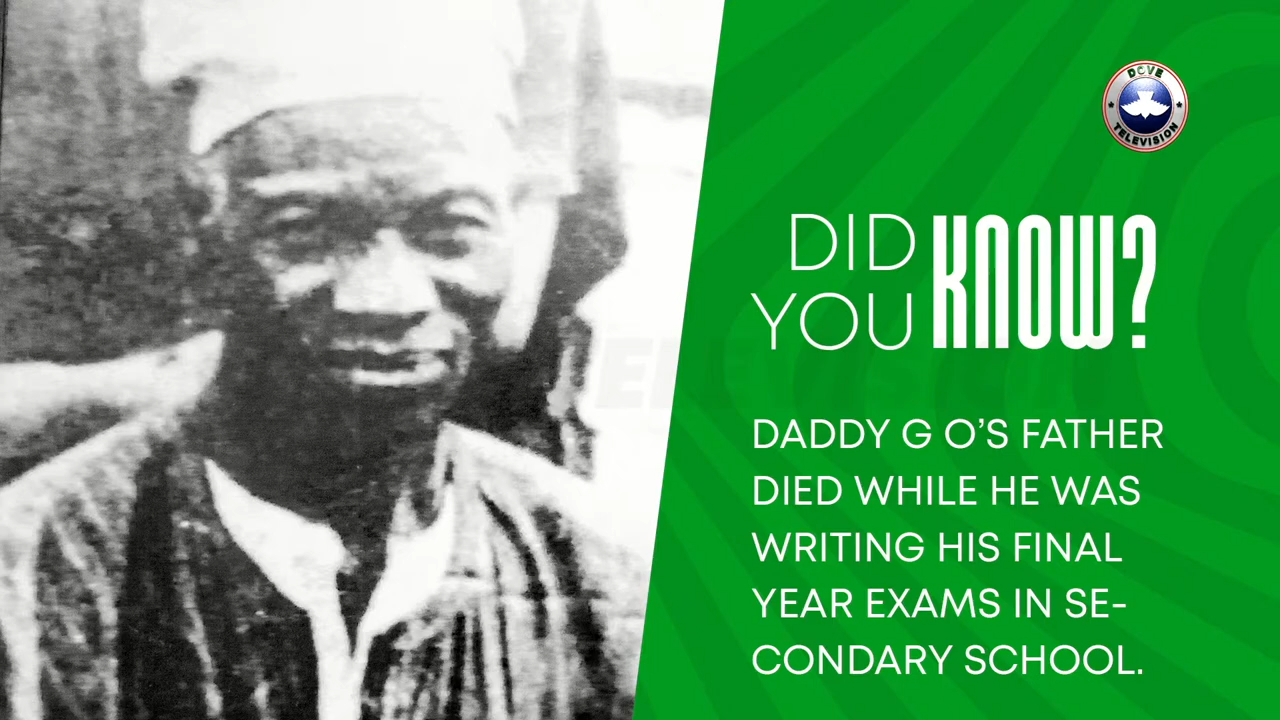 DOVE
TELEVISION
DID
YOU KNOW?
DADDY G O'S FATHER
DIED WHILE HE WAS
WRITING HIS FINAL
YEAR EXAMS IN SE-
CONDARY SCHOOL.